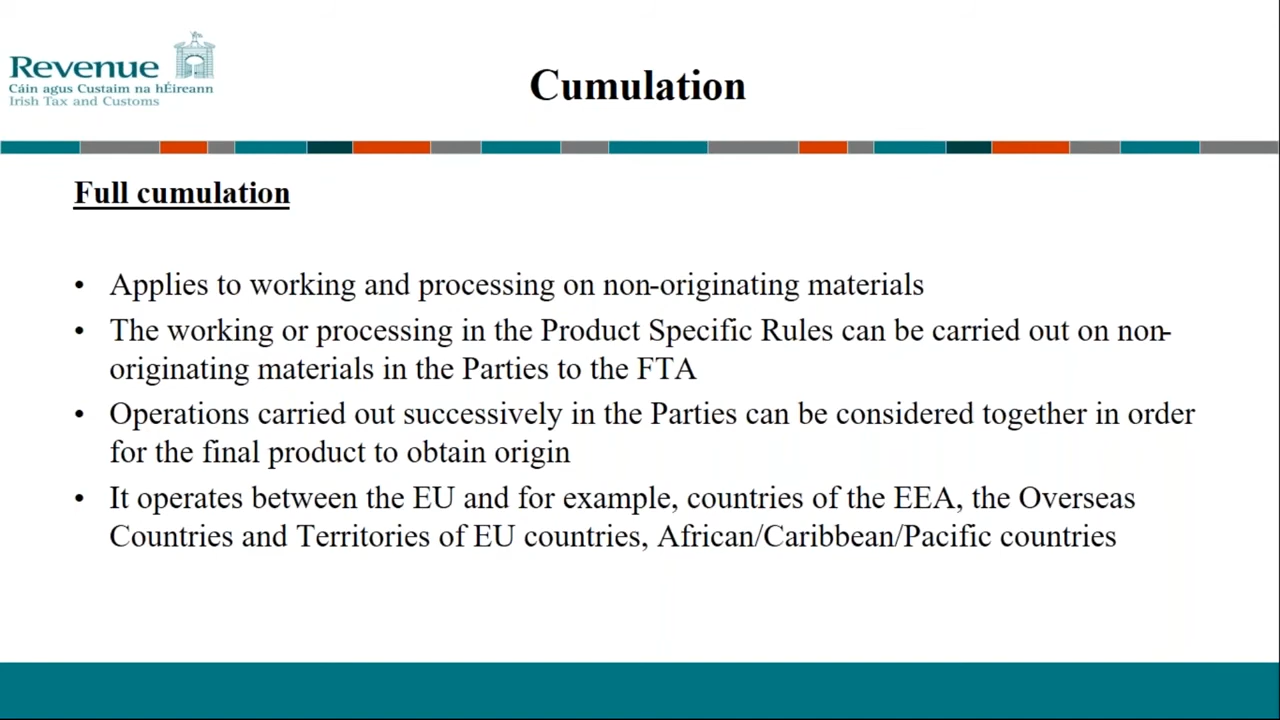 Revenue
Cáin agus Custaim na hÉireann
Irish Tax and Customs
Cumulation
Full cumulation
• Applies to working and processing on non-originating materials
• The working or processing in the Product Specific Rules can be carried out on non-
originating materials in the Parties to the FTA
• Operations carried out successively in the Parties can be considered together in order
for the final product to obtain origin
• It operates between the EU and for example, countries of the EEA, the Overseas
Countries and Territories of EU countries, African/Caribbean/Pacific countries